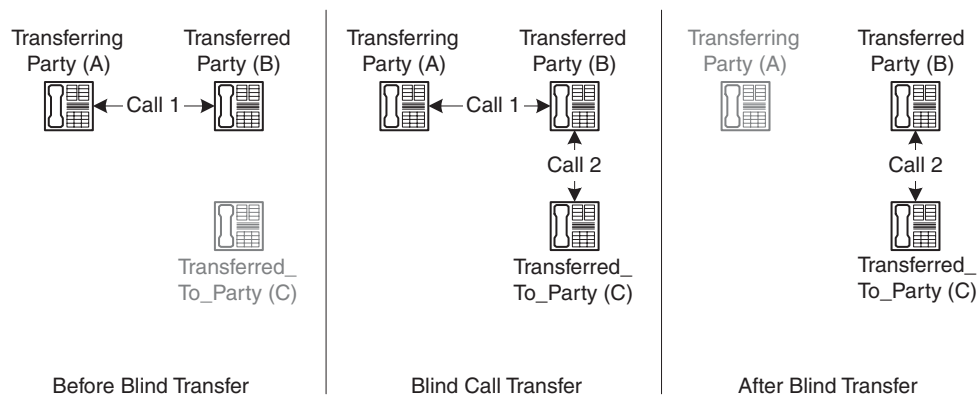 Transferring
Party (A)
Transferred
Party (B)
Call 1
Transferred_
To_Party (C)
Before Blind Transfer
Transferring
Party (A)
Transferred
Party (B)
Call 1
Call 2
Transferred_
To_Party (C)
Blind Call Transfer
Transferring
Party (A)
Transferred
Party (B)
Call 2
Transferred_
To_Party (C)
After Blind Transfer